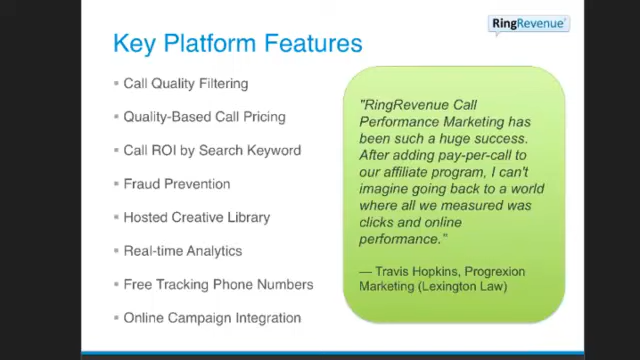 RingRevenue
Key Platform Features
Call Quality Filtering
Quality-Based Call Pricing
Call ROI by Search Keyword
Fraud Prevention
Hosted Creative Library
Real-time Analytics
Free Tracking Phone Numbers
Online Campaign Integration
"RingRevenue Call
Performance Marketing has
been such a huge success.
After adding pay-per-call to
our affiliate program, I can't
imagine going back to a world
where all we measured was
clicks and online
performance."
— Travis Hopkins, Progrexion
Marketing (Lexington Law)